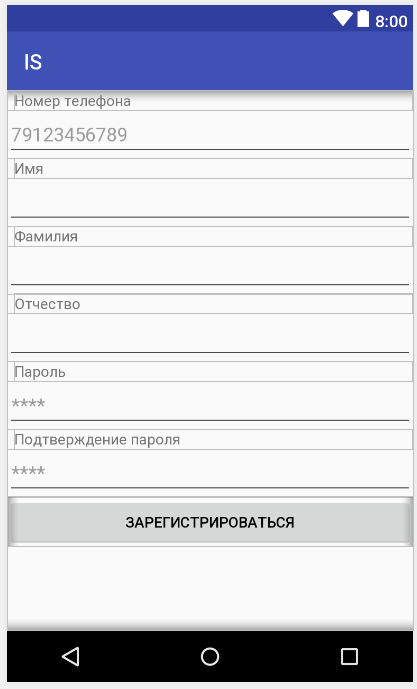 8:00
IS
Номер телефона
79123456789
Имя
Фамилия
Отчество
Пароль
****
Подтверждение пароля
****
ЗАРЕГИСТРИРОВАТЬСЯ